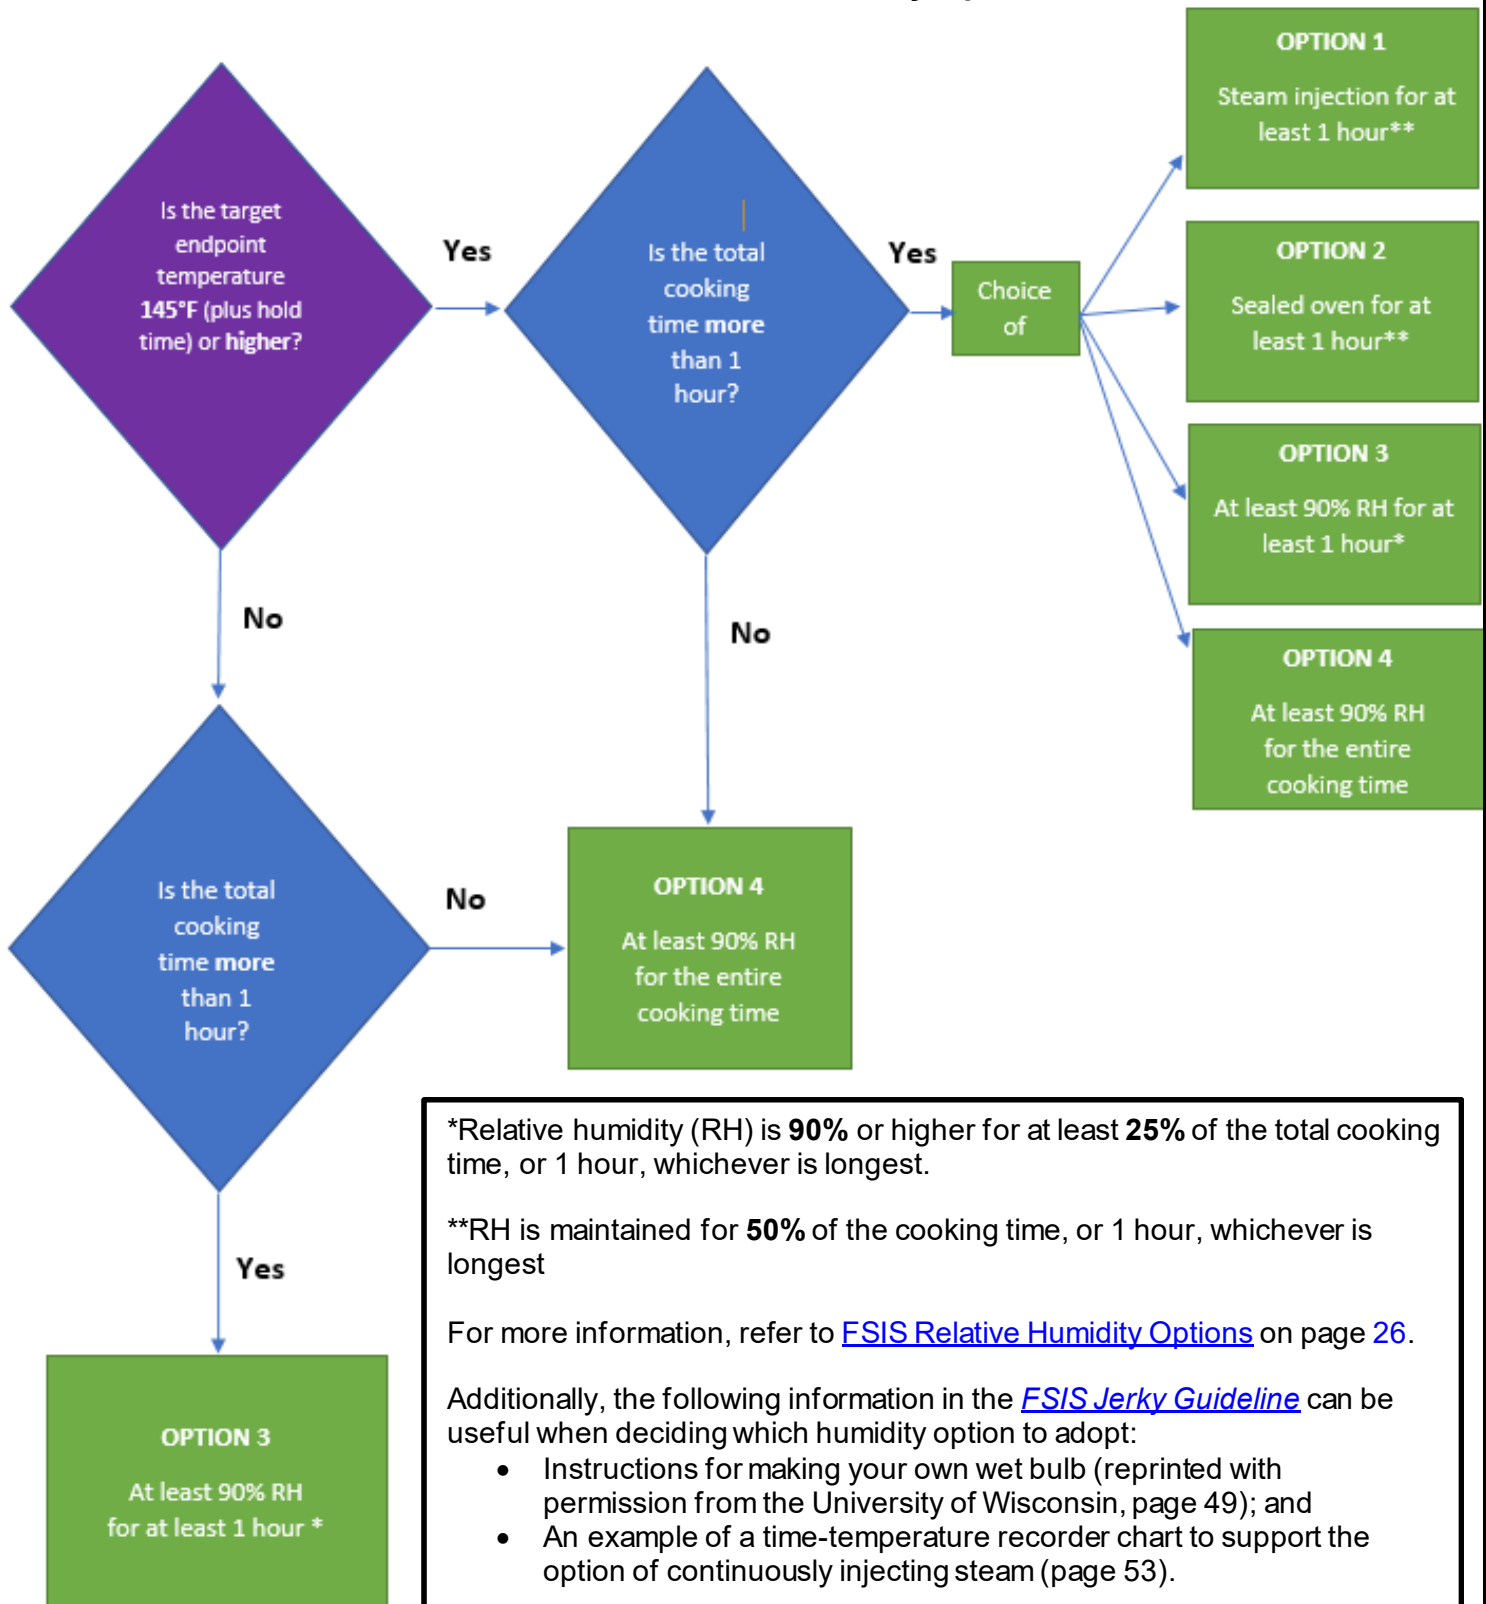 Is the target
endpoint
temperature
145°F (plus hold
time) or higher?
Yes
Is the total
cooking
time more
than 1
hour?
Yes
Choice
of
OPTION 1
Steam injection for at
least 1 hour**
OPTION 2
Sealed oven for at
least 1 hour**
OPTION 3
At least 90% RH for at
least 1 hour*
OPTION 4
At least 90% RH
for the entire
cooking time
No
No
Is the total
cooking
time more
than 1
hour?
No
OPTION 4
At least 90% RH
for the entire
cooking time
Yes
OPTION 3
At least 90% RH
for at least 1 hour *
*Relative humidity (RH) is 90% or higher for at least 25% of the total cooking
time, or 1 hour, whichever is longest.
**RH is maintained for 50% of the cooking time, or 1 hour, whichever is
longest
For more information, refer to FSIS Relative Humidity Options on page 26.
Additionally, the following information in the FSIS Jerky Guideline can be
useful when deciding which humidity option to adopt:
• Instructions for making your own wet bulb (reprinted with
permission from the University of Wisconsin, page 49); and
• An example of a time-temperature recorder chart to support the
option of continuously injecting steam (page 53).